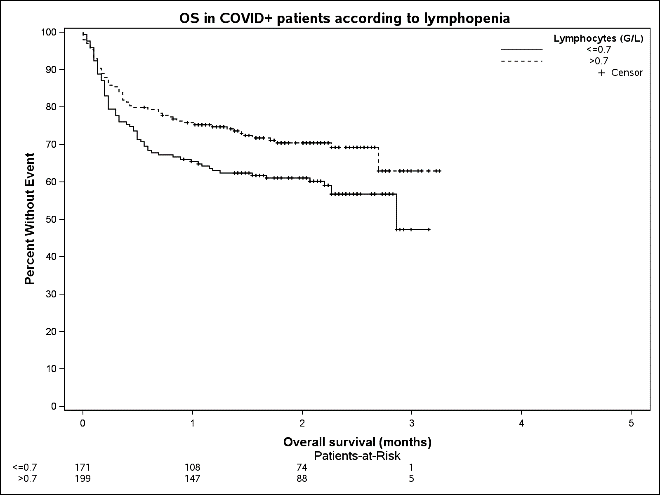 OS in COVID+ patients according to lymphopenia
Lymphocytes (G/L)
<=0.7
>0.7
+ Censor
100
90
80
70
60
50
40
30
20
10
0
Percent Without Event
0 1 2 3 4 5
Overall survival (months)
Patients-at-Risk
<=0.7 171 108 74 1
>0.7 199 147 88 5